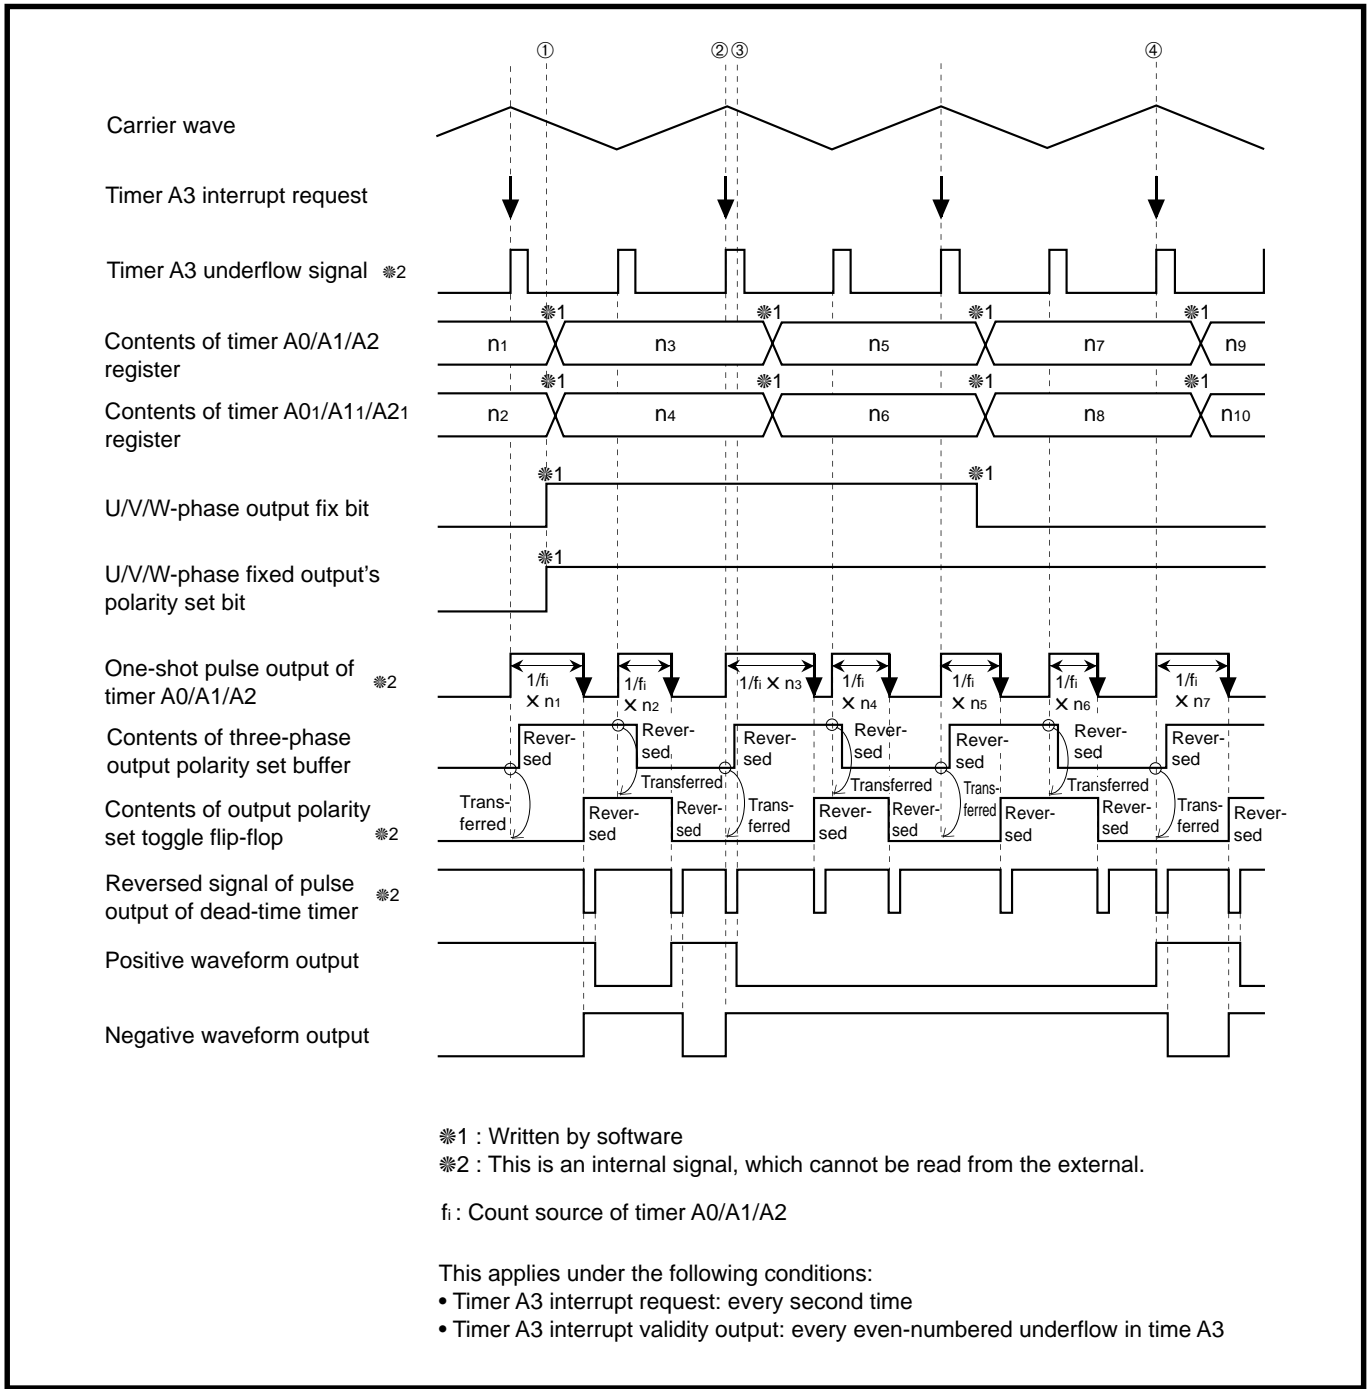 ① ② ③ ④
Carrier wave
Timer A3 interrupt request
Timer A3 underflow signal ❋2
❋1 ❋1 ❋1 ❋1
Contents of timer A0/A1/A2
register
n1 n3 n5 n7 n9
❋1 ❋1 ❋1 ❋1
Contents of timer A01/A11/A21
register
n2 n4 n6 n8 n10
❋1 ❋1
U/V/W-phase output fix bit
❋1
U/V/W-phase fixed output's
polarity set bit
One-shot pulse output of
timer A0/A1/A2 ❋2
1/fi 1/fi 1/fi × n3 1/fi 1/fi 1/fi 1/fi
× n1 × n2 × n4 × n5 × n6 × n7
Contents of three-phase
output polarity set buffer
Rever- Rever- Rever- Rever- Rever- Rever- Rever-
sed sed sed sed sed sed sed
Transferred Transferred Transferred
Contents of output polarity
set toggle flip-flop ❋2
Trans- Trans- Trans- Trans-
ferred ferred ferred ferred
Rever- Rever- Rever- Rever- Rever- Rever- Rever-
sed sed sed sed sed sed sed
Reversed signal of pulse
output of dead-time timer ❋2
Positive waveform output
Negative waveform output
❋1 : Written by software
❋2 : This is an internal signal, which cannot be read from the external.
fi : Count source of timer A0/A1/A2
This applies under the following conditions:
• Timer A3 interrupt request: every second time
• Timer A3 interrupt validity output: every even-numbered underflow in time A3